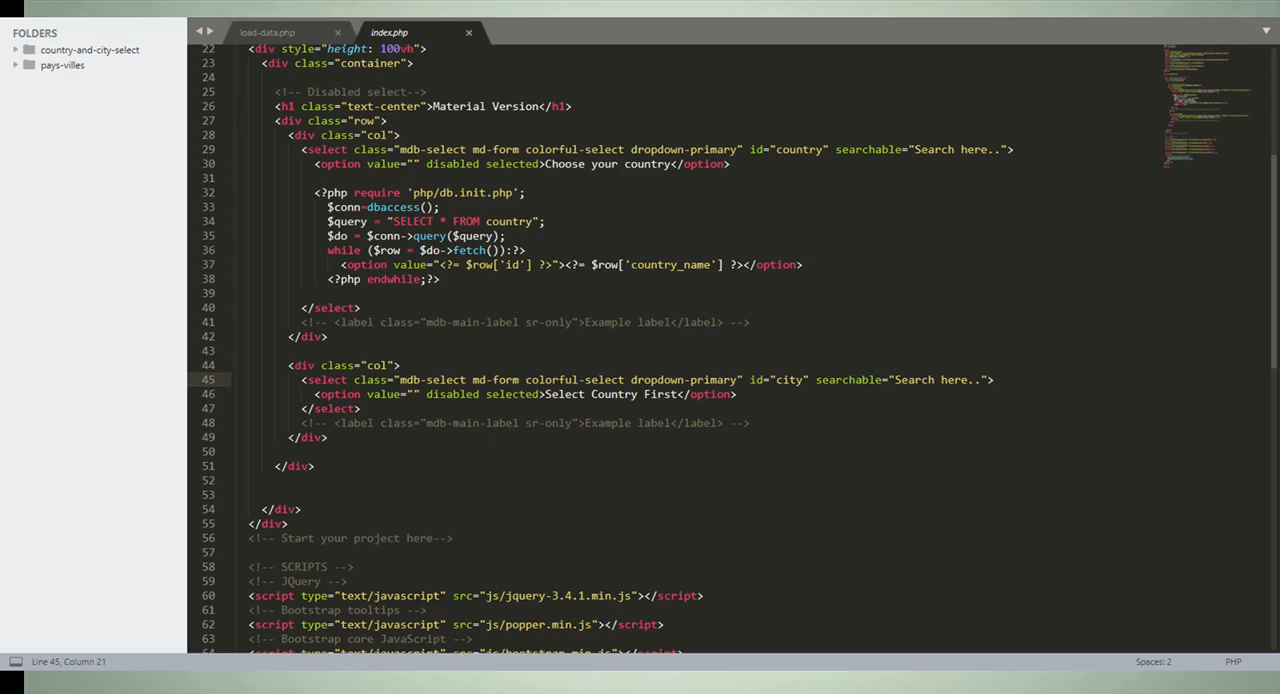 FOLDERS
country-and-city-select
pays-villes
load-data.php
index.php
22 <div style="height: 100vh">
23 <div class="container">
24
25 <!-- Disabled select-->
26 <h1 class="text-center">Material Version</h1>
27 <div class="row">
28 <div class="col">
29 <select class="mdb-select md-form colorful-select dropdown-primary" id="country" searchable="Search here..">
30 <option value="" disabled selected>Choose your country</option>
31
32 <?php require 'php/db.init.php';
33 $conn=dbaccess();
34 $query = "SELECT * FROM country";
35 $do = $conn->query($query);
36 while ($row = $do->fetch()):?>
37 <option value="<?= $row['id'] ?>"><?= $row['country_name'] ?></option>
38 <?php endwhile;?>
39
40 </select>
41 <!-- <label class="mdb-main-label sr-only">Example label</label> -->
42 </div>
43
44 <div class="col">
45 <select class="mdb-select md-form colorful-select dropdown-primary" id="city" searchable="Search here..">
46 <option value="" disabled selected>Select Country First</option>
47 </select>
48 <!-- <label class="mdb-main-label sr-only">Example label</label> -->
49 </div>
50
51 </div>
52
53
54 </div>
55 </div>
56 <!-- Start your project here-->
57
58 <!-- SCRIPTS -->
59 <!-- JQuery -->
60 <script type="text/javascript" src="js/jquery-3.4.1.min.js"></script>
61 <!-- Bootstrap tooltips -->
62 <script type="text/javascript" src="js/popper.min.js"></script>
63 <!-- Bootstrap core JavaScript -->
64 <script type="text/javascript" src="js/bootstrap.min.js"></script>
Line 45, Column 21
Spaces: 2
PHP